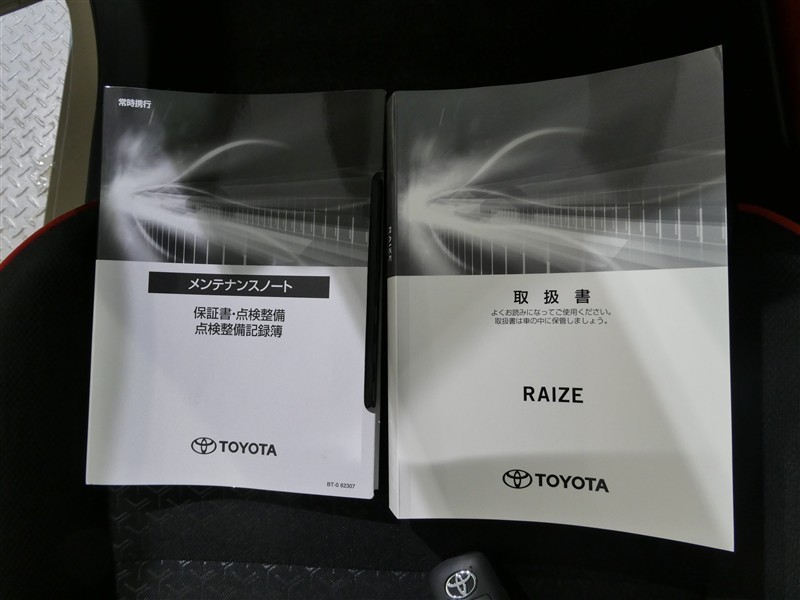 常時携行
メンテナンスノート
保証書・点検整備
点検整備記録簿
TOYOTA
BT-0 62307
RAIZE
取扱書
よくお読みになってご使用ください。
取扱書は車の中に保管しましょう。
RAIZE
TOYOTA